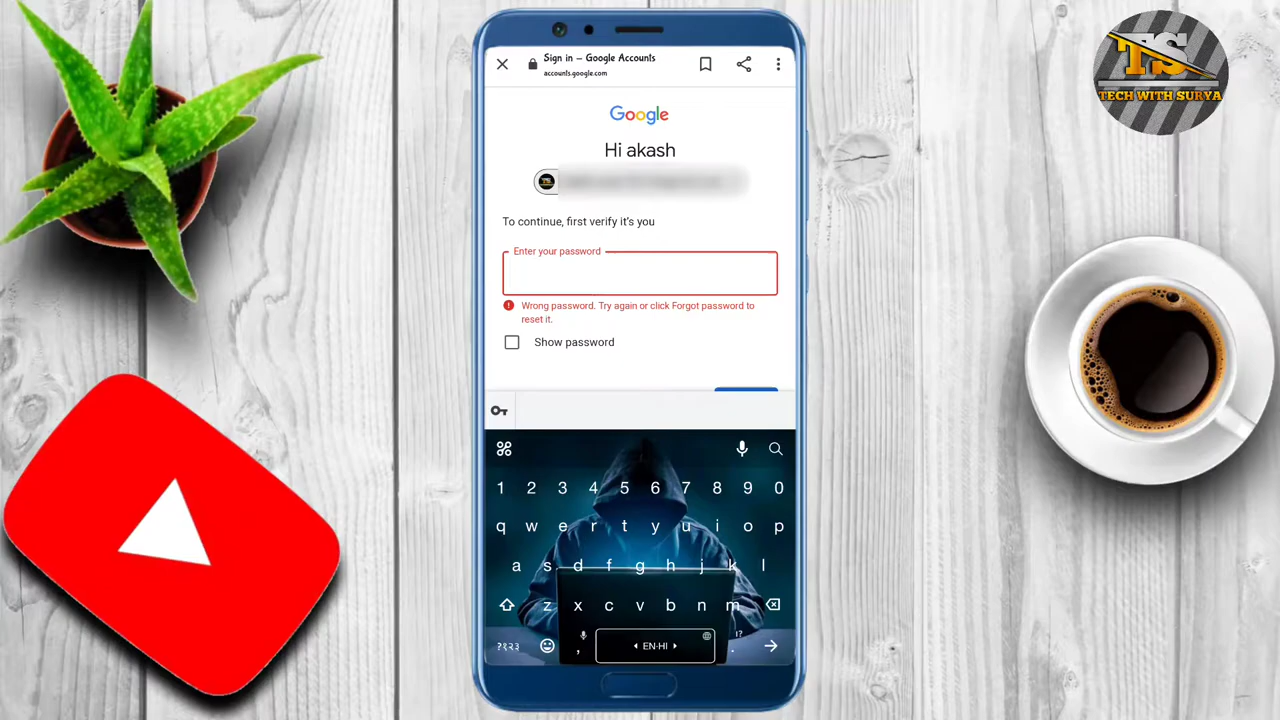 Sign in – Google Accounts
accounts.google.com
TS
TECH WITH SURYA
Google
Hi akash
TS
To continue, first verify it's you
Enter your password
Wrong password. Try again or click Forgot password to
reset it.
Show password
1 2 3 4 5 6 7 8 9 0
q w e r t y u i o p
a s d f g h j k l
z x c v b n m
!?
?१२३ , EN-HI .